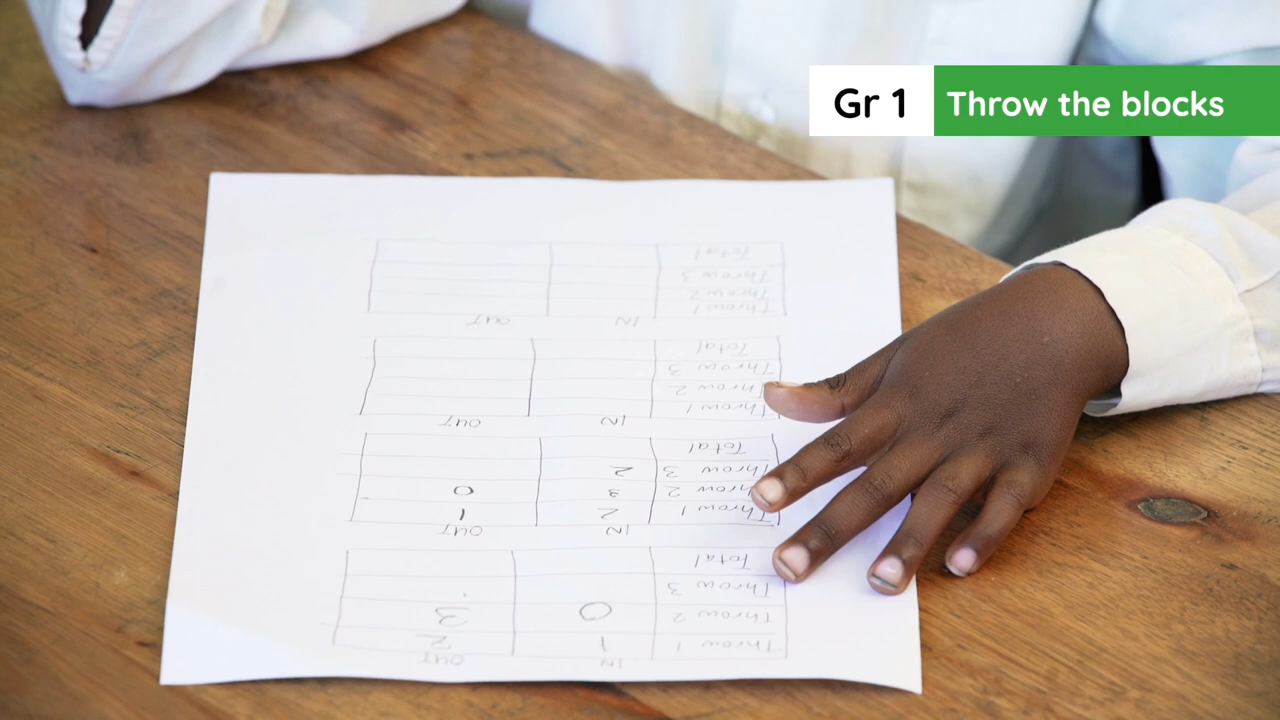 Gr 1 Throw the blocks
IN OUT
Throw 1 1 2
Throw 2 0 3
Throw 3
Total
IN OUT
Throw 1 2 1
Throw 2 3 0
Throw 3 2
Total
IN OUT
Throw 1
Throw 2
Throw 3
Total
IN OUT
Throw 1
Throw 2
Throw 3
Total